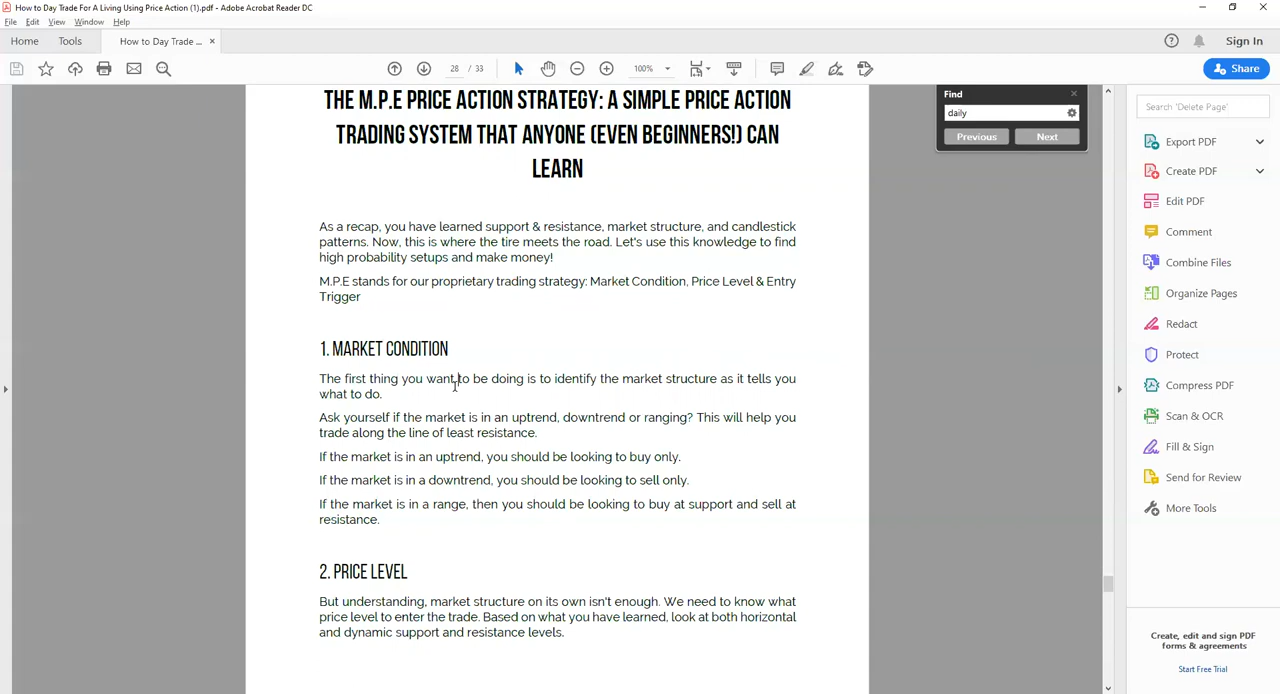 How to Day Trade For A Living Using Price Action (1).pdf - Adobe Acrobat Reader DC
File Edit View Window Help
Home Tools How to Day Trade ... × Sign In
28 / 33 100% Share
THE M.P.E PRICE ACTION STRATEGY: A SIMPLE PRICE ACTION
TRADING SYSTEM THAT ANYONE (EVEN BEGINNERS!) CAN
LEARN
As a recap, you have learned support & resistance, market structure, and candlestick
patterns. Now, this is where the tire meets the road. Let's use this knowledge to find
high probability setups and make money!
M.P.E stands for our proprietary trading strategy: Market Condition, Price Level & Entry
Trigger
1. MARKET CONDITION
The first thing you want to be doing is to identify the market structure as it tells you
what to do.
Ask yourself if the market is in an uptrend, downtrend or ranging? This will help you
trade along the line of least resistance.
If the market is in an uptrend, you should be looking to buy only.
If the market is in a downtrend, you should be looking to sell only.
If the market is in a range, then you should be looking to buy at support and sell at
resistance.
2. PRICE LEVEL
But understanding, market structure on its own isn't enough. We need to know what
price level to enter the trade. Based on what you have learned, look at both horizontal
and dynamic support and resistance levels.
Find
daily
Previous Next
Search 'Delete Page'
Export PDF
Create PDF
Edit PDF
Comment
Combine Files
Organize Pages
Redact
Protect
Compress PDF
Scan & OCR
Fill & Sign
Send for Review
More Tools
Create, edit and sign PDF
forms & agreements
Start Free Trial